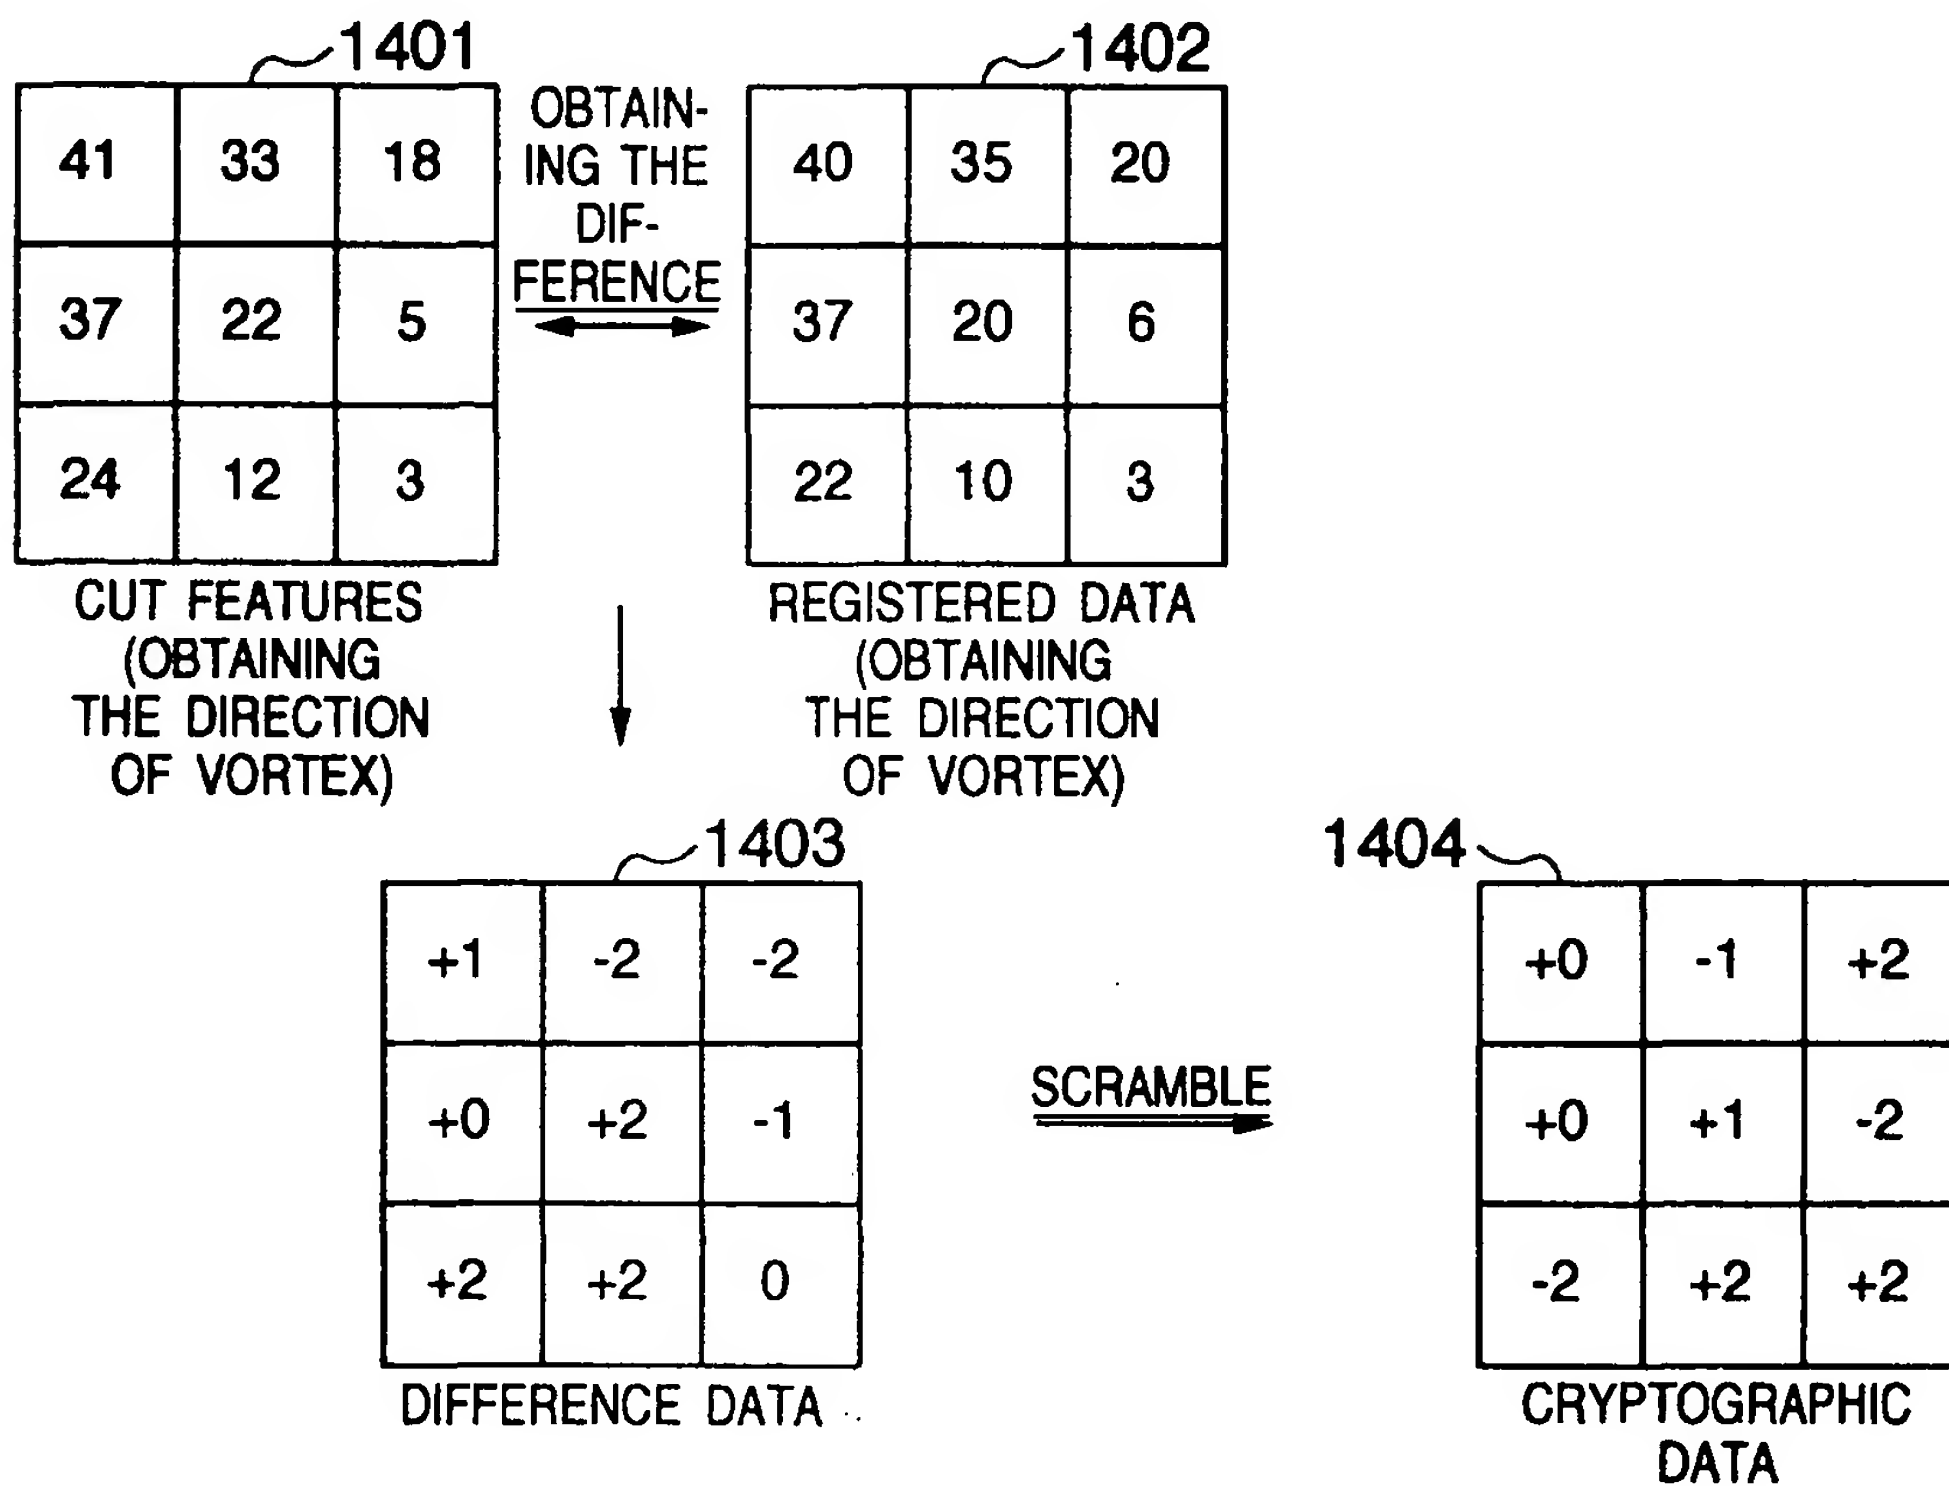 1401
1402
41 33 18
37 22 5
24 12 3
OBTAIN-
ING THE
DIF-
FERENCE
40 35 20
37 20 6
22 10 3
CUT FEATURES
(OBTAINING
THE DIRECTION
OF VORTEX)
REGISTERED DATA
(OBTAINING
THE DIRECTION
OF VORTEX)
1403
+1 -2 -2
+0 +2 -1
+2 +2 0
DIFFERENCE DATA
SCRAMBLE
1404
+0 -1 +2
+0 +1 -2
-2 +2 +2
CRYPTOGRAPHIC
DATA